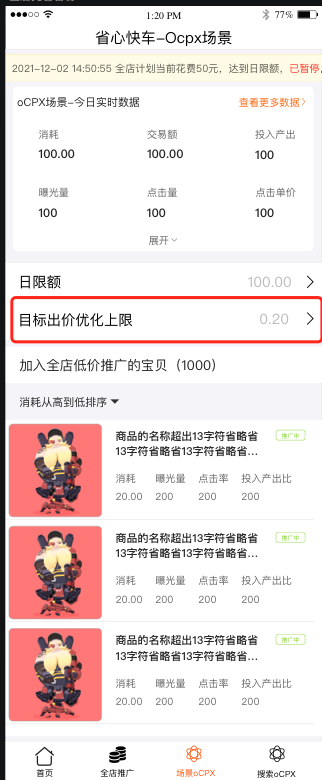 1:20 PM
77%
省心快车-Ocpx场景
2021-12-02 14:50:55 全店计划当前花费50元，达到日限额，已暂停，
oCPX场景-今日实时数据 查看更多数据
消耗 交易额 投入产出
100.00 100.00 100
曝光量 点击量 点击单价
100 100 100
展开
日限额 100.00
目标出价优化上限 0.20
加入全店低价推广的宝贝（1000）
消耗从高到低排序
商品的名称超出13字符省略省 推广中
13字符省略省13字符省略省...
消耗 曝光量 点击率 投入产出比
20.00 200 200 200
商品的名称超出13字符省略省 推广中
13字符省略省13字符省略省...
消耗 曝光量 点击率 投入产出比
20.00 200 200 200
商品的名称超出13字符省略省 推广中
13字符省略省13字符省略省...
消耗 曝光量 点击率 投入产出比
20.00 200 200 200
首页 全店推广 场景oCPX 搜索oCPX